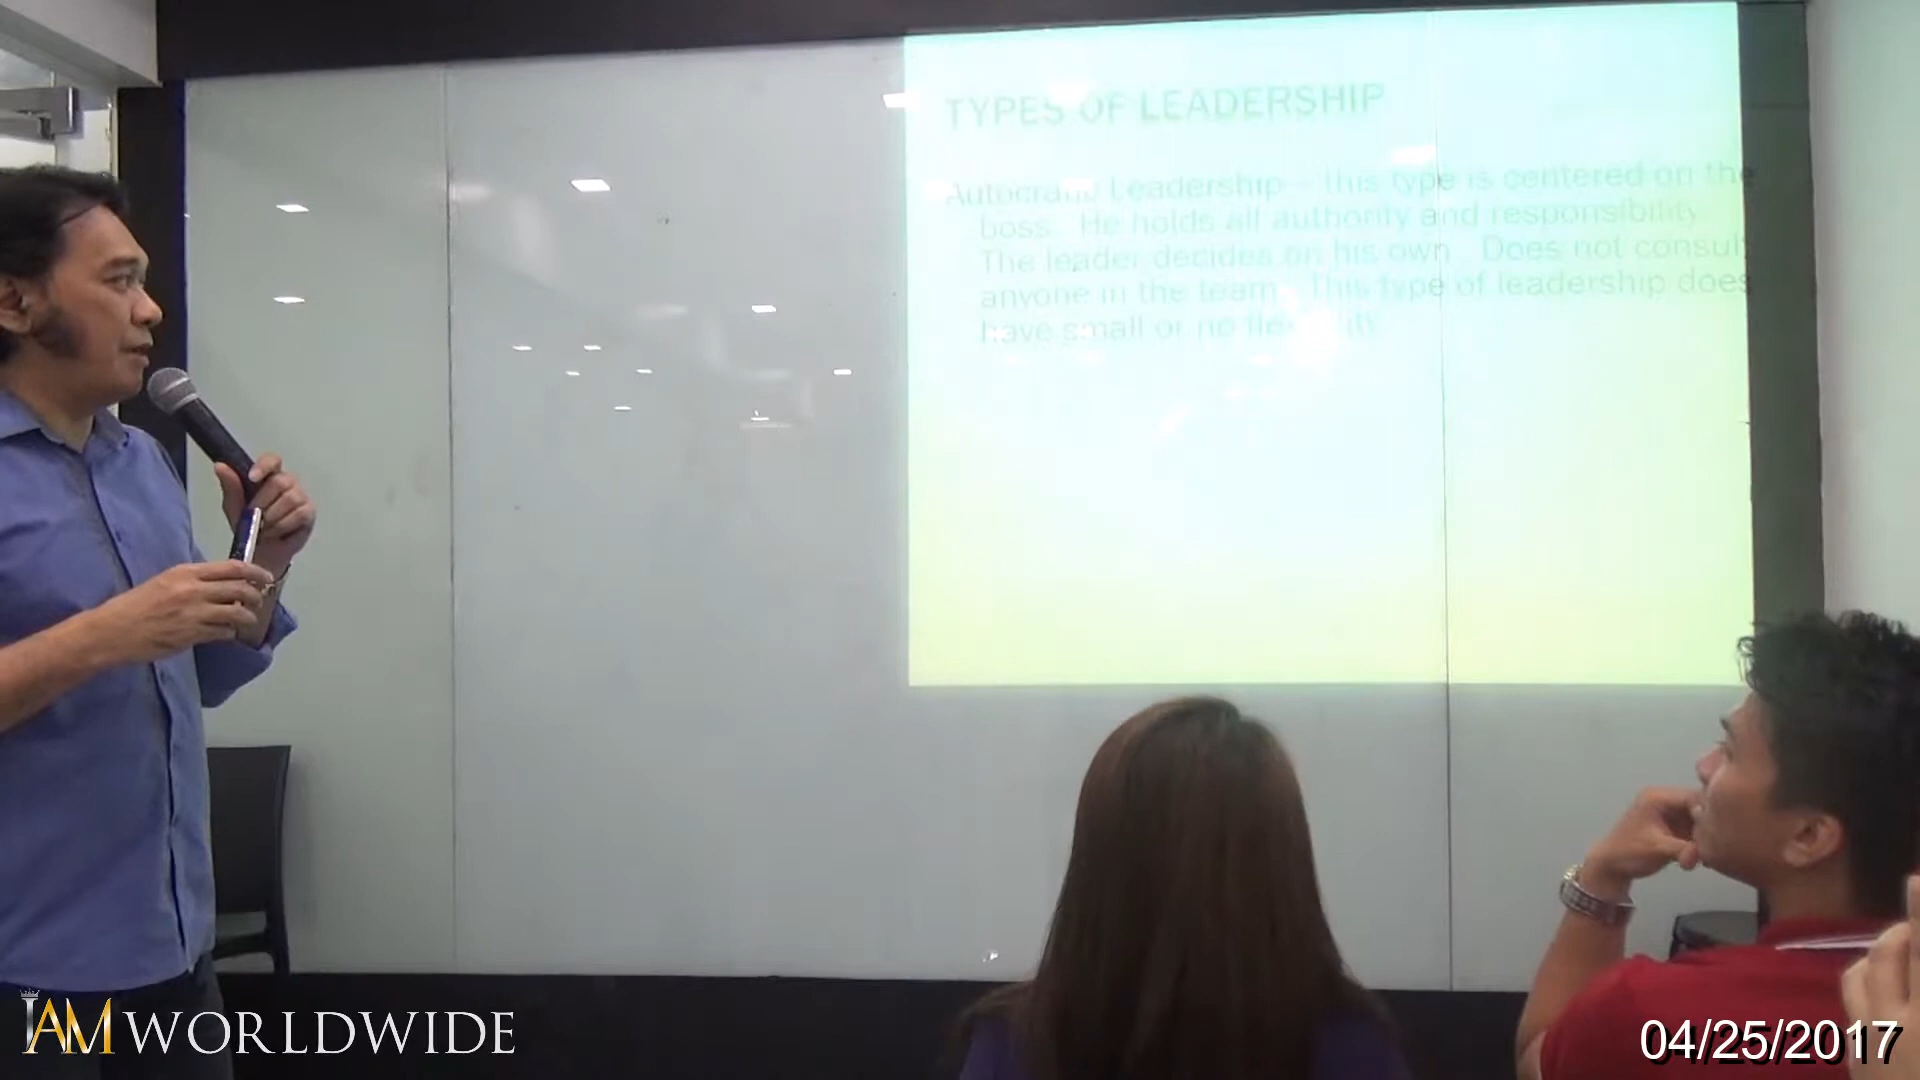 TYPES OF LEADERSHIP
Autocratic Leadership - This type is centered on the
boss. He holds all authority and responsibility.
The leader decides on his own. Does not consult
anyone in the team. This type of leadership does
have small or no flexibility.
IAM WORLDWIDE
04/25/2017